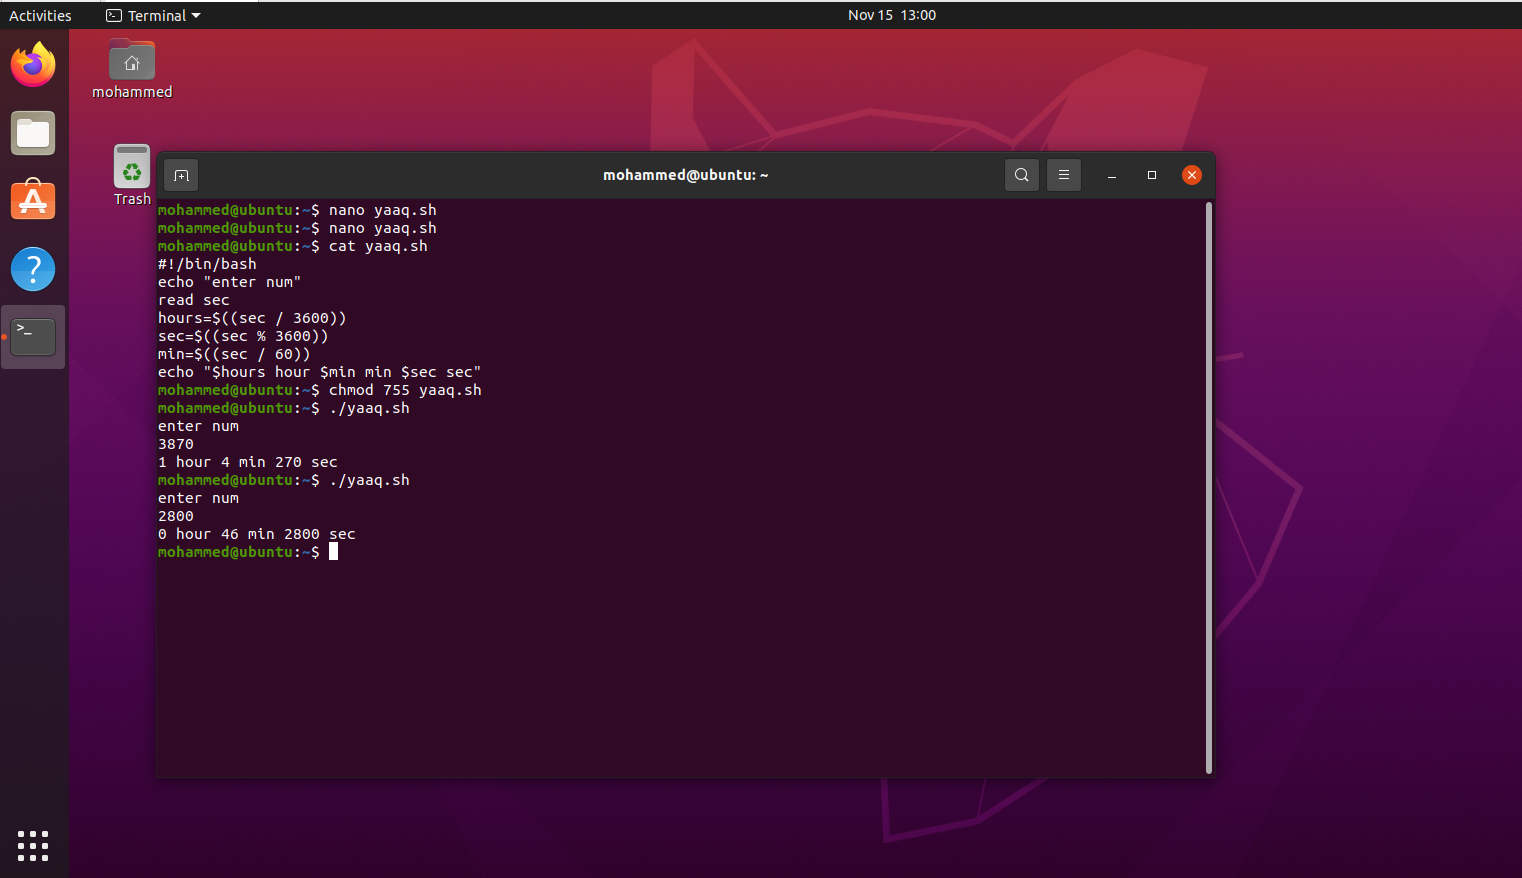 Activities
Terminal
Nov 15 13:00
mohammed
Trash
mohammed@ubuntu: ~
mohammed@ubuntu:~$ nano yaaq.sh
mohammed@ubuntu:~$ nano yaaq.sh
mohammed@ubuntu:~$ cat yaaq.sh
#!/bin/bash
echo "enter num"
read sec
hours=$((sec / 3600))
sec=$((sec % 3600))
min=$((sec / 60))
echo "$hours hour $min min $sec sec"
mohammed@ubuntu:~$ chmod 755 yaaq.sh
mohammed@ubuntu:~$ ./yaaq.sh
enter num
3870
1 hour 4 min 270 sec
mohammed@ubuntu:~$ ./yaaq.sh
enter num
2800
0 hour 46 min 2800 sec
mohammed@ubuntu:~$